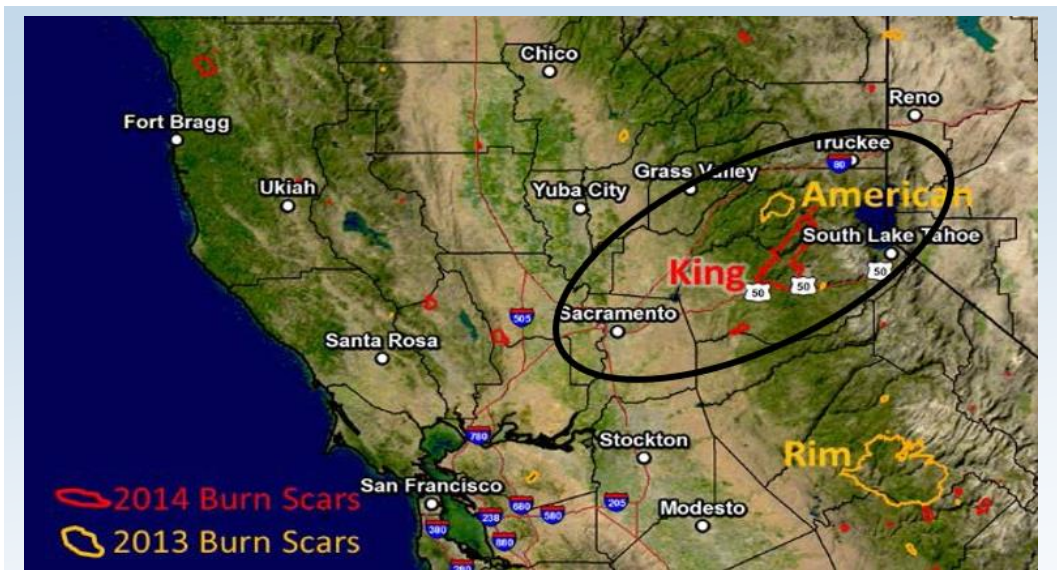 Chico
Reno
Fort Bragg
Truckee
80
Grass Valley
Ukiah
Yuba City
American
South Lake Tahoe
King
50
50
50
505
Sacramento
Santa Rosa
780
Stockton
Rim
2014 Burn Scars
San Francisco
680
205
Modesto
238
580
380
2013 Burn Scars
880
280